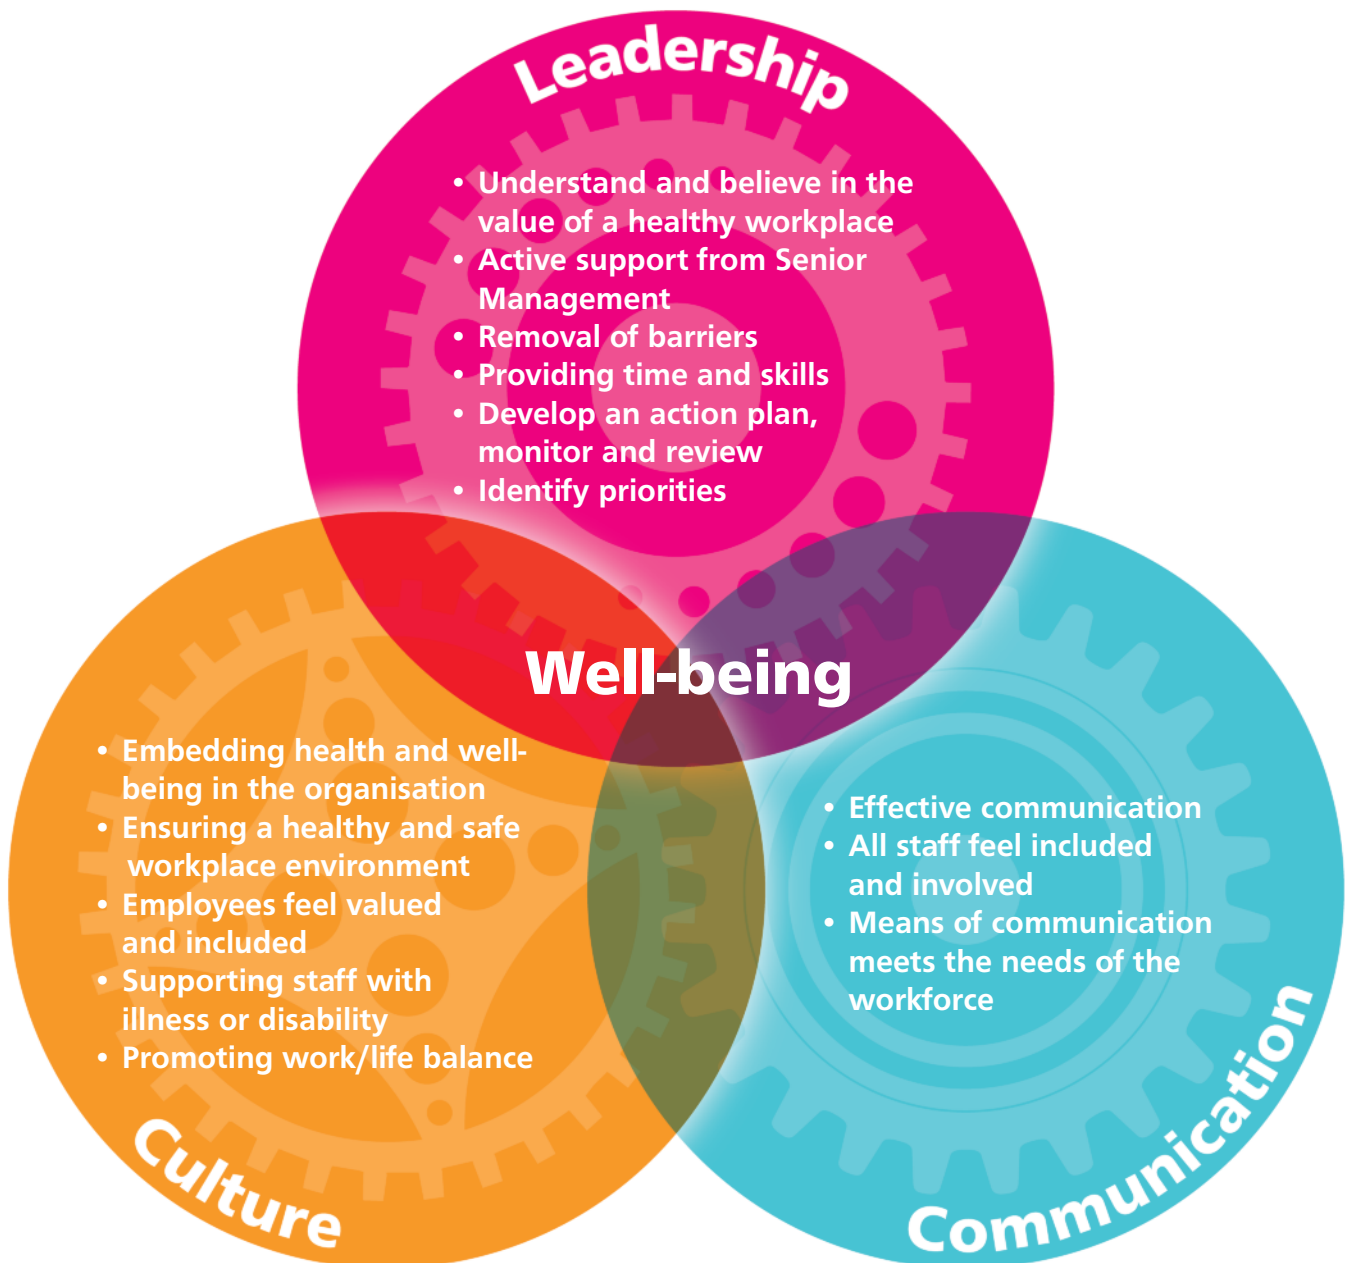 Leadership
• Understand and believe in the
value of a healthy workplace
• Active support from Senior
Management
• Removal of barriers
• Providing time and skills
• Develop an action plan,
monitor and review
• Identify priorities
Well-being
• Embedding health and well-
being in the organisation
• Ensuring a healthy and safe
workplace environment
• Employees feel valued
and included
• Supporting staff with
illness or disability
• Promoting work/life balance
Culture
• Effective communication
• All staff feel included
and involved
• Means of communication
meets the needs of the
workforce
Communication